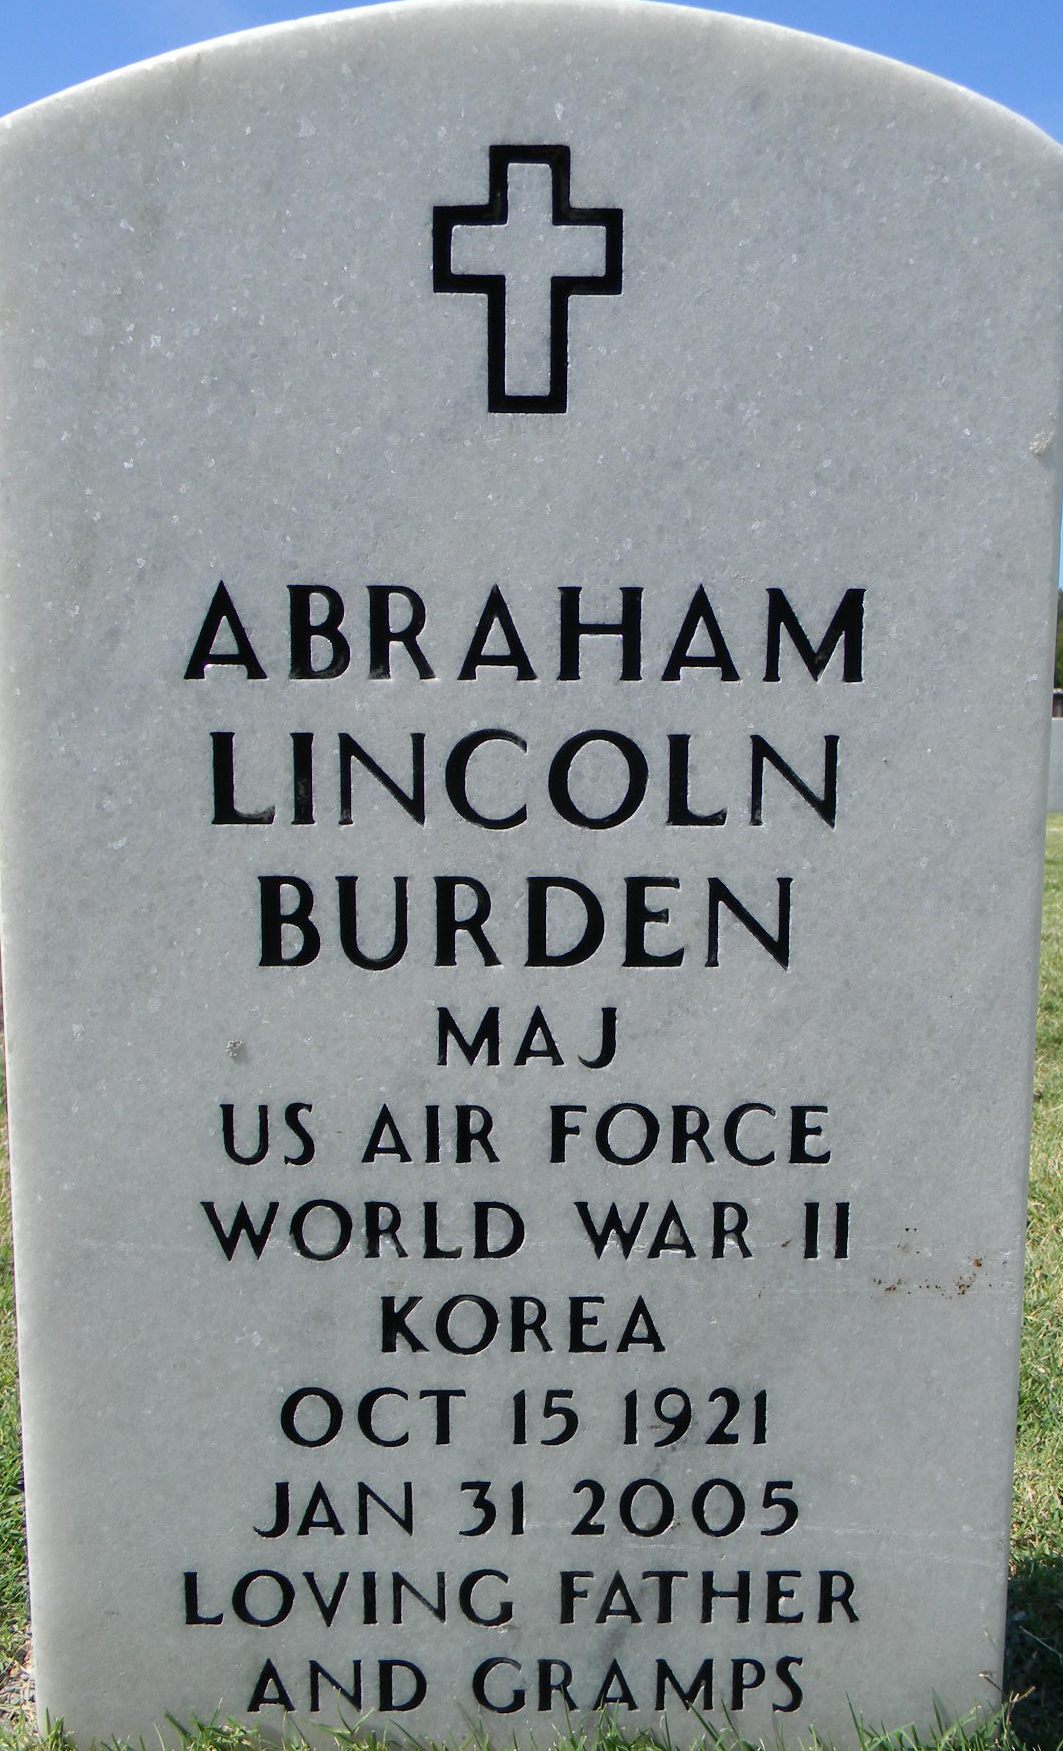 ABRAHAM
LINCOLN
BURDEN
MAJ
US AIR FORCE
WORLD WAR II
KOREA
OCT 15 1921
JAN 31 2005
LOVING FATHER
AND GRAMPS